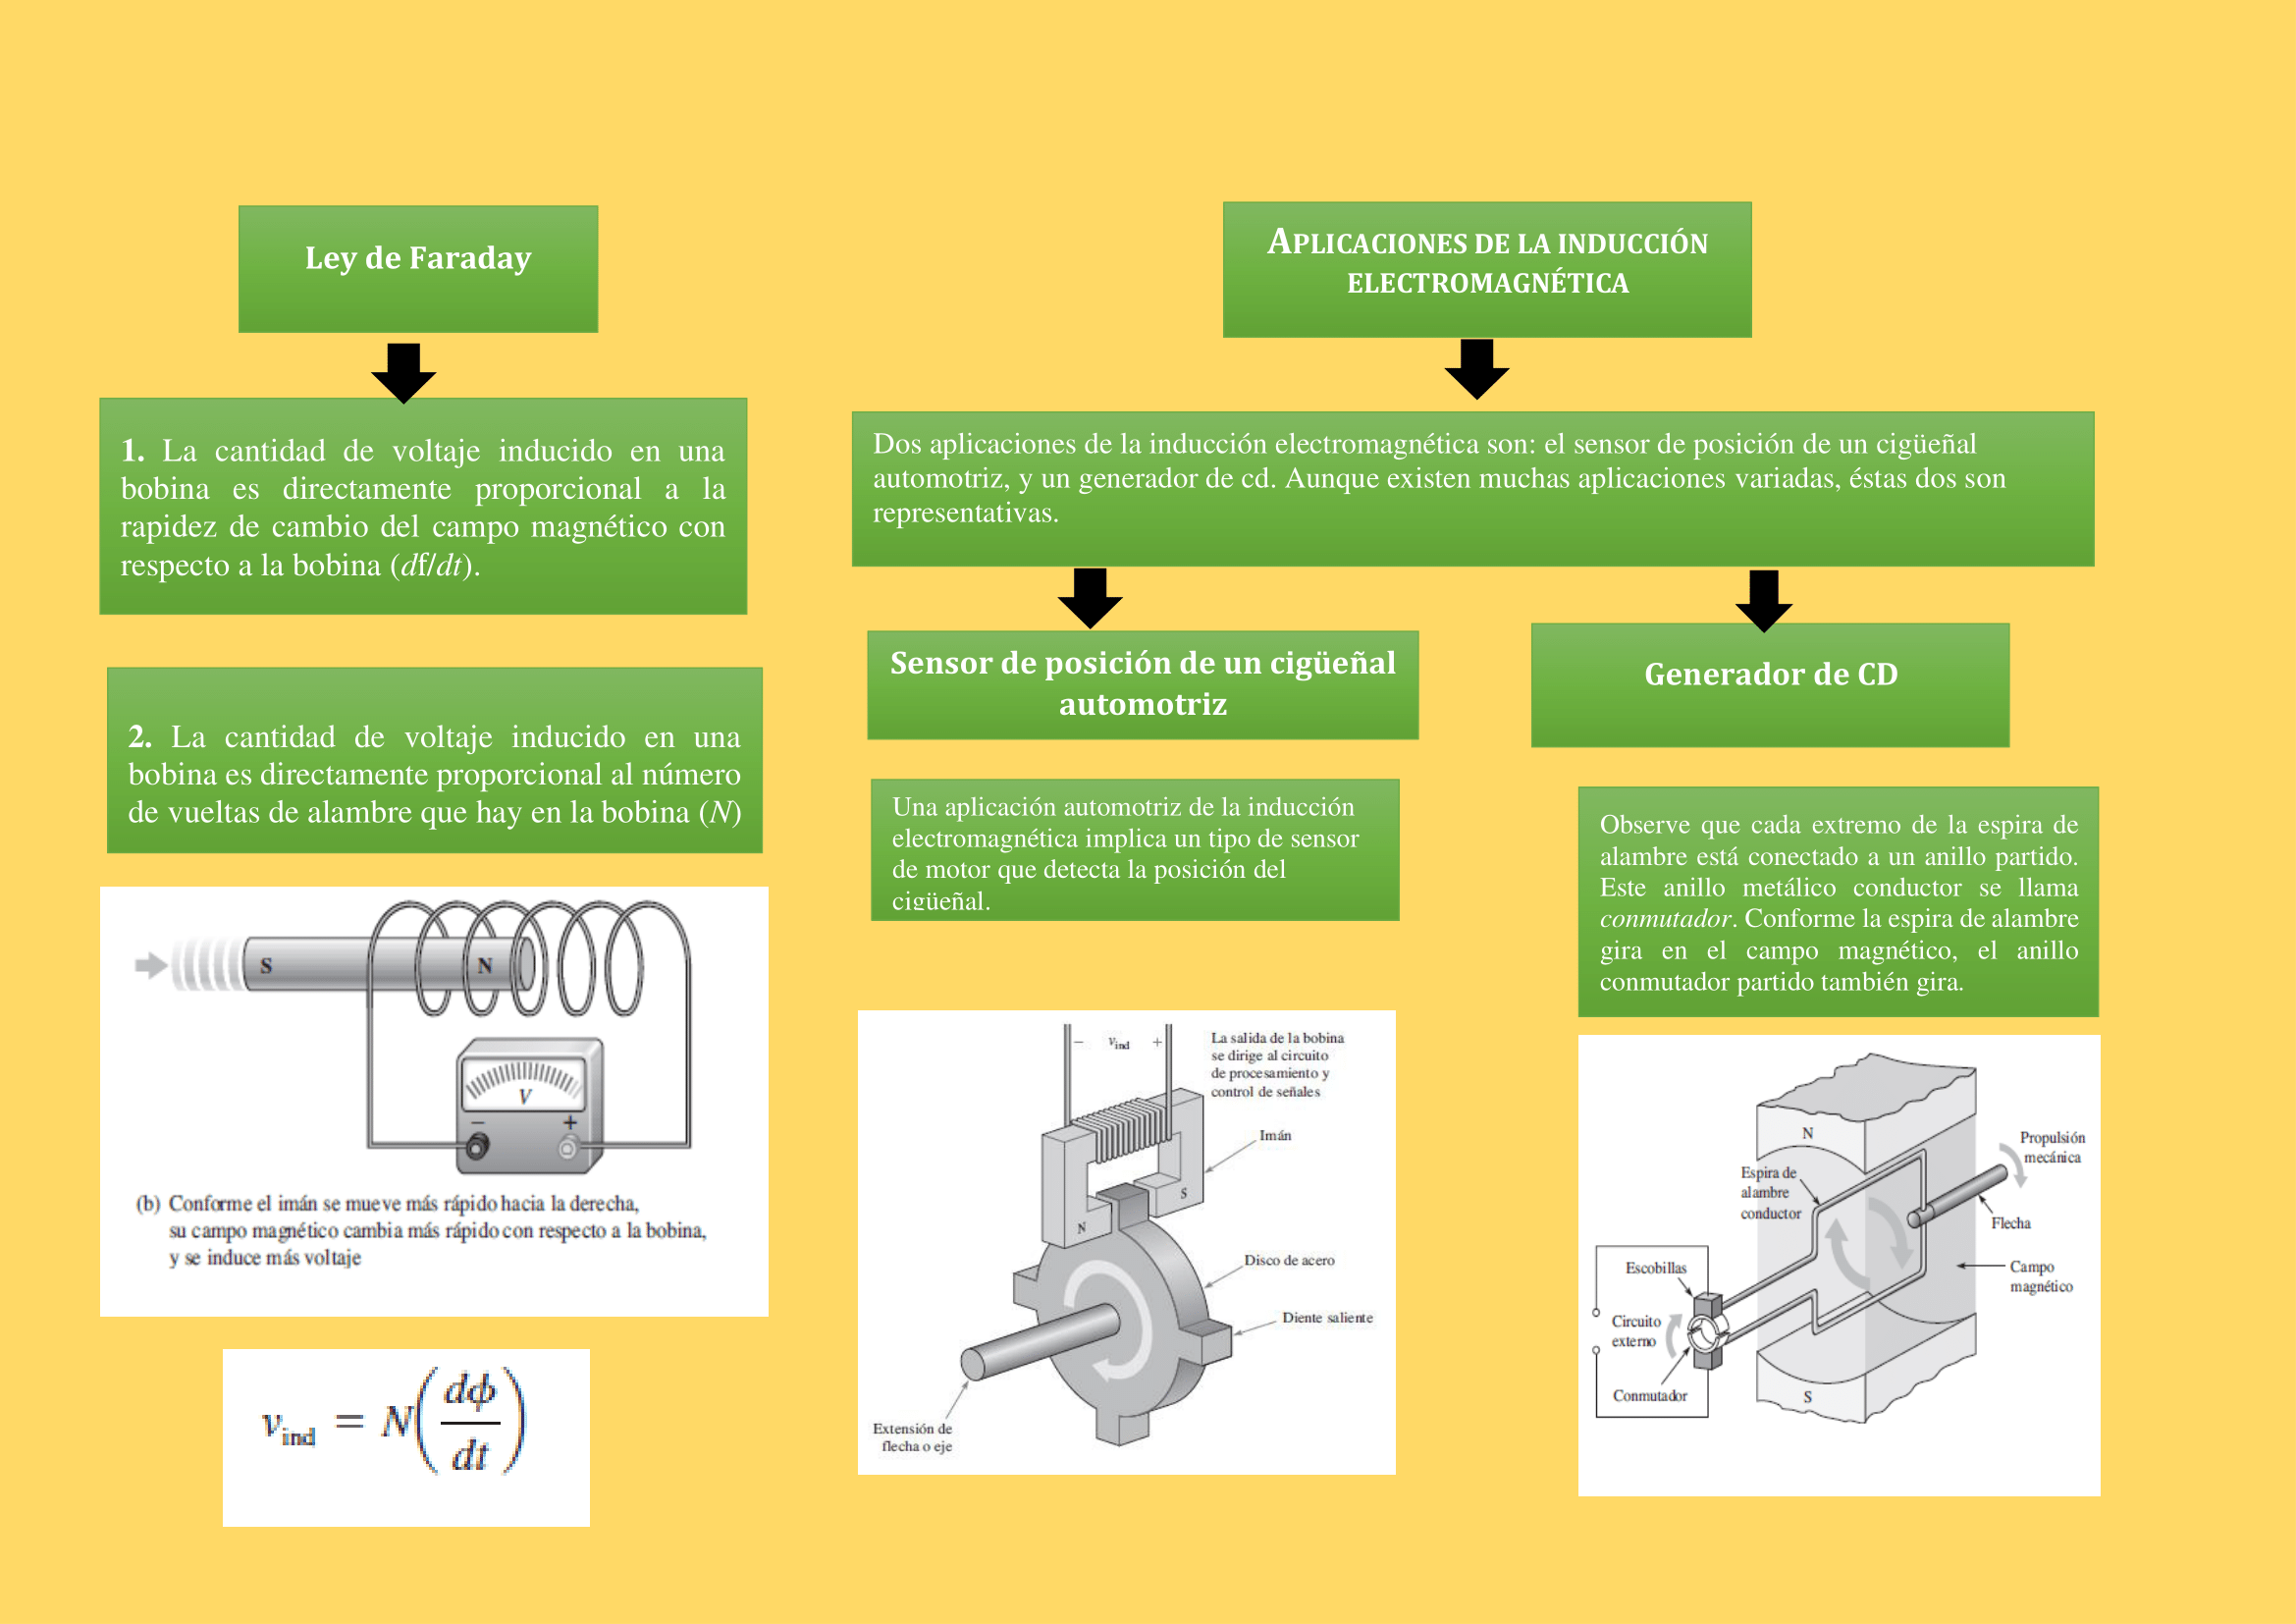 Ley de Faraday
1. La cantidad de voltaje inducido en una
bobina es directamente proporcional a la
rapidez de cambio del campo magnético con
respecto a la bobina (df/dt).
2. La cantidad de voltaje inducido en una
bobina es directamente proporcional al número
de vueltas de alambre que hay en la bobina (N)
S
N
V
−
+
(b) Conforme el imán se mueve más rápido hacia la derecha,
su campo magnético cambia más rápido con respecto a la bobina,
y se induce más voltaje
v_ind = N(dϕ/dt)
APLICACIONES DE LA INDUCCIÓN
ELECTROMAGNÉTICA
Dos aplicaciones de la inducción electromagnética son: el sensor de posición de un cigüeñal
automotriz, y un generador de cd. Aunque existen muchas aplicaciones variadas, éstas dos son
representativas.
Sensor de posición de un cigüeñal
automotriz
Una aplicación automotriz de la inducción
electromagnética implica un tipo de sensor
de motor que detecta la posición del
cigüeñal.
− v_ind +
La salida de la bobina
se dirige al circuito
de procesamiento y
control de señales
Imán
S
N
Disco de acero
Diente saliente
Extensión de
flecha o eje
Generador de CD
Observe que cada extremo de la espira de
alambre está conectado a un anillo partido.
Este anillo metálico conductor se llama
conmutador. Conforme la espira de alambre
gira en el campo magnético, el anillo
conmutador partido también gira.
N
Propulsión
mecánica
Espira de
alambre
conductor
Flecha
Escobillas
Campo
magnético
Circuito
externo
Conmutador
S